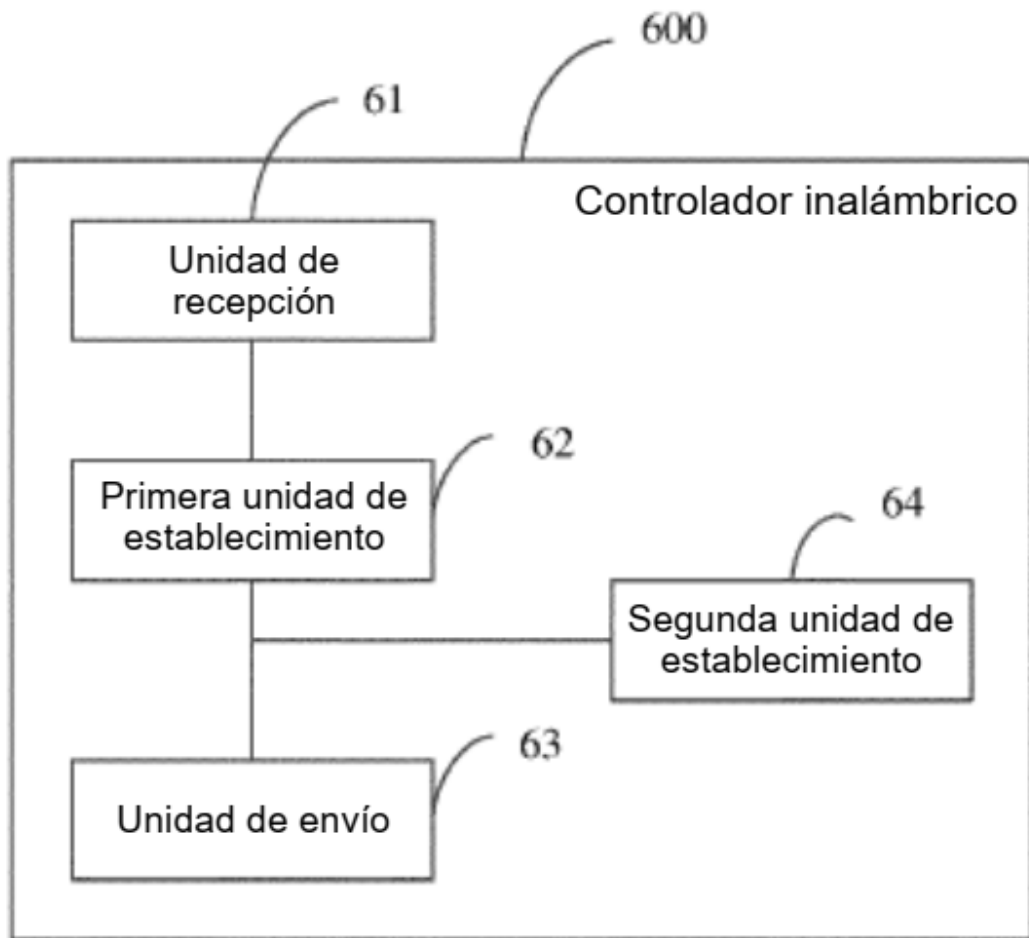 600
61
Controlador inalámbrico
Unidad de
recepción
62
Primera unidad de
establecimiento
64
Segunda unidad de
establecimiento
63
Unidad de envío